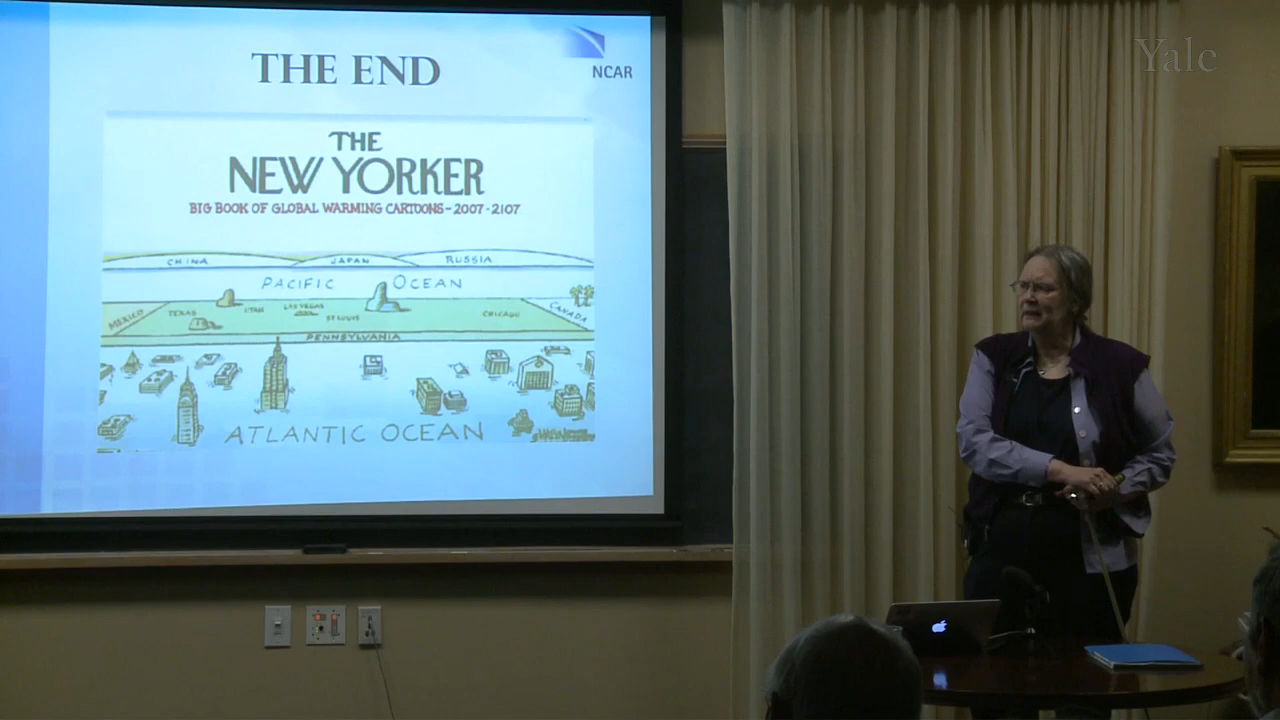 THE END
NCAR
Yale
THE
NEW YORKER
BIG BOOK OF GLOBAL WARMING CARTOONS - 2007 - 2107
CHINA JAPAN RUSSIA
PACIFIC OCEAN
MEXICO TEXAS UTAH LAS VEGAS ST LOUIS CHICAGO CANADA
PENNSYLVANIA
ATLANTIC OCEAN